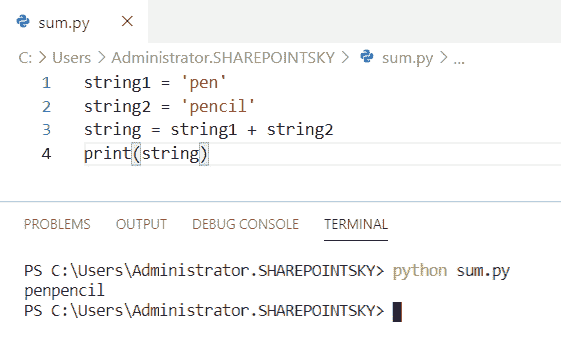 sum.py ×
C: > Users > Administrator.SHAREPOINTSKY > sum.py > ...
1 string1 = 'pen'
2 string2 = 'pencil'
3 string = string1 + string2
4 print(string)
PROBLEMS OUTPUT DEBUG CONSOLE TERMINAL
PS C:\Users\Administrator.SHAREPOINTSKY> python sum.py
penpencil
PS C:\Users\Administrator.SHAREPOINTSKY>